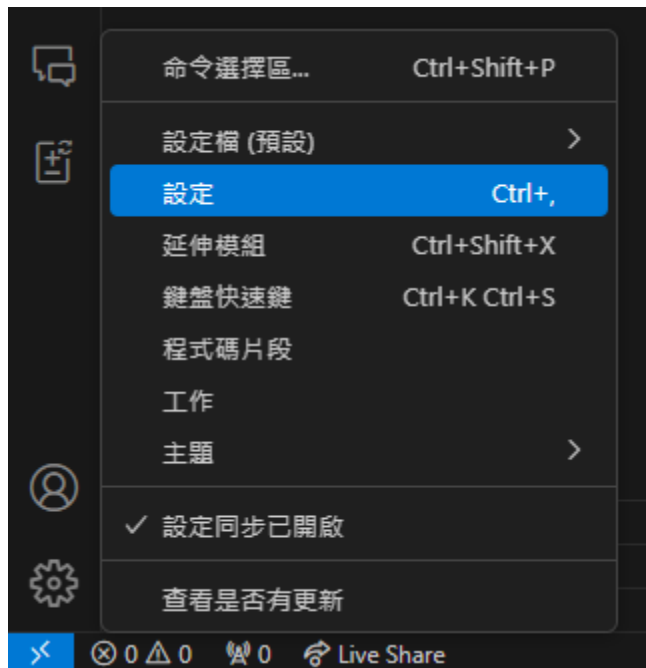 命令選擇區... Ctrl+Shift+P
設定檔 (預設)
設定 Ctrl+,
延伸模組 Ctrl+Shift+X
鍵盤快速鍵 Ctrl+K Ctrl+S
程式碼片段
工作
主題
設定同步已開啟
查看是否有更新
0 0 0 Live Share